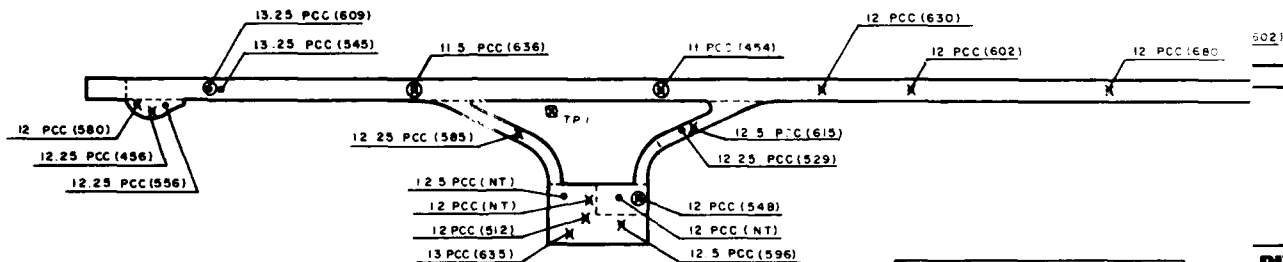 13.25 PCC (609)
13.25 PCC (545)
11.5 PCC (636)
11 PCC (454)
12 PCC (630)
12 PCC (602)
12 PCC (680
602)
TP 1
12 PCC (580)
12.25 PCC (456)
12.25 PCC (556)
12.25 PCC (585)
12.5 PCC (615)
12.25 PCC (529)
12.5 PCC (NT)
12 PCC (NT)
12 PCC (512)
13 PCC (635)
12 PCC (548)
12 PCC (NT)
12.5 PCC (596)